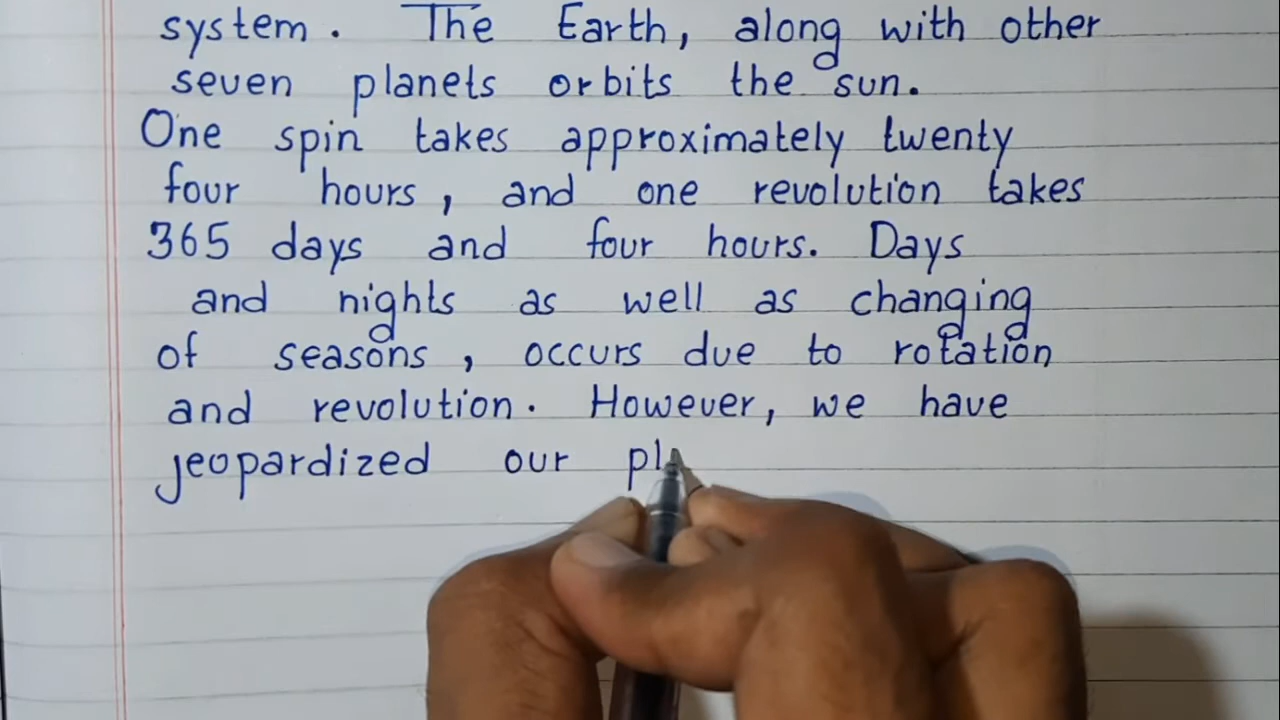 system. The Earth, along with other
seven planets orbits the sun.
One spin takes approximately twenty
four hours, and one revolution takes
365 days and four hours. Days
and nights as well as changing
of seasons, occurs due to rotation
and revolution. However, we have
jeopardized our pl